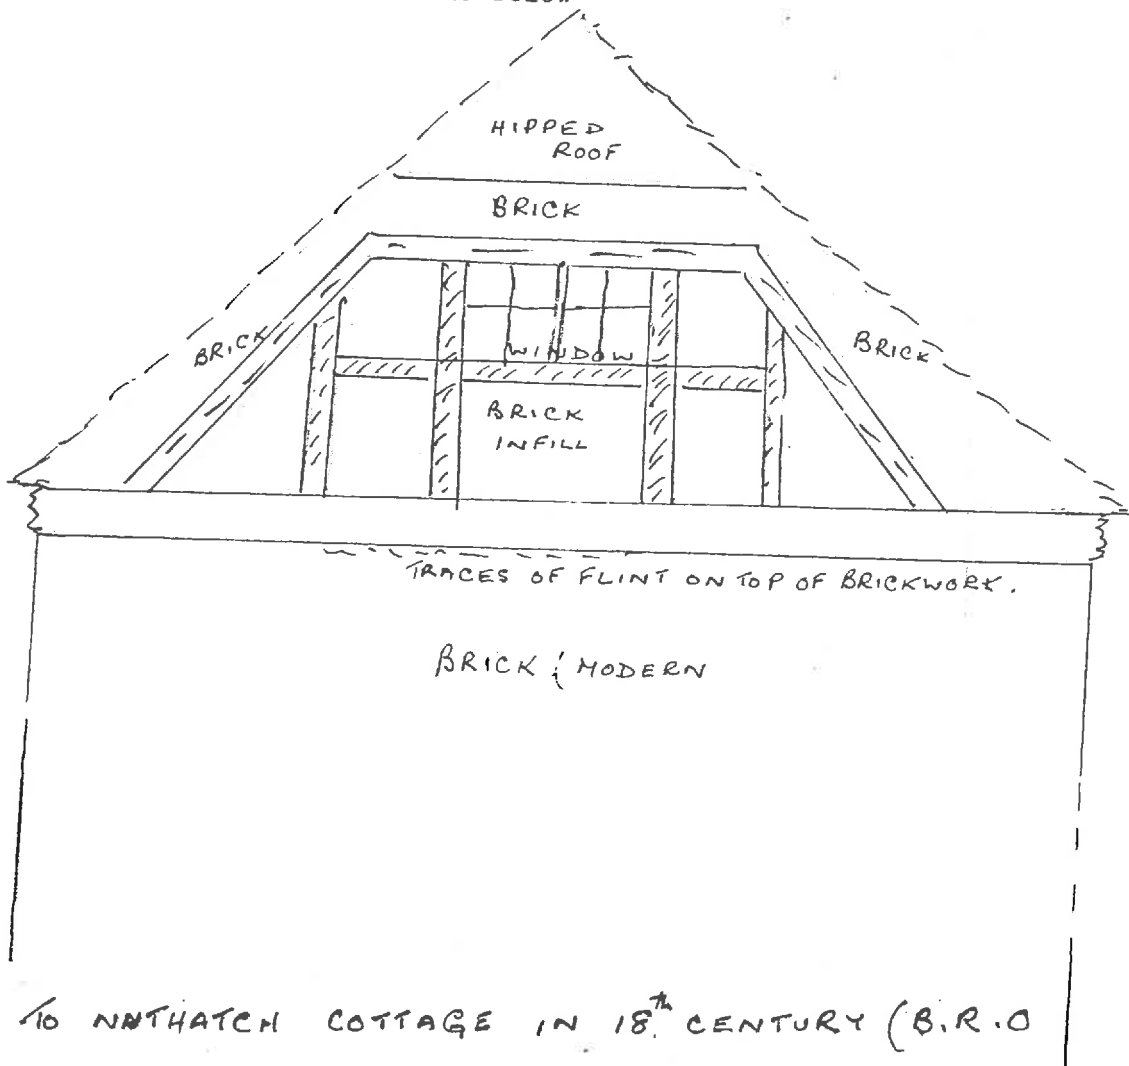 HIPPED
ROOF
BRICK
BRICK
BRICK
WINDOW
BRICK
INFILL
TRACES OF FLINT ON TOP OF BRICKWORK.
BRICK & MODERN
TO NUTHATCH COTTAGE IN 18th CENTURY (B.R.O